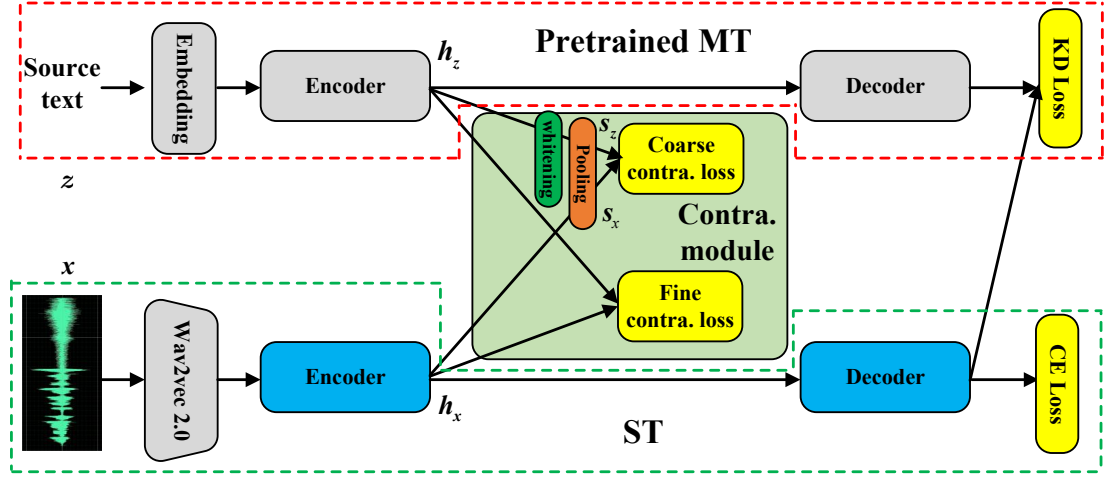 Pretrained MT
Source
text
Embedding
Encoder
h_z
Decoder
KD Loss
z
whitening
Pooling
s_z
s_x
Coarse
contra. loss
Contra.
module
Fine
contra. loss
x
Wav2vec 2.0
Encoder
h_x
Decoder
CE Loss
ST